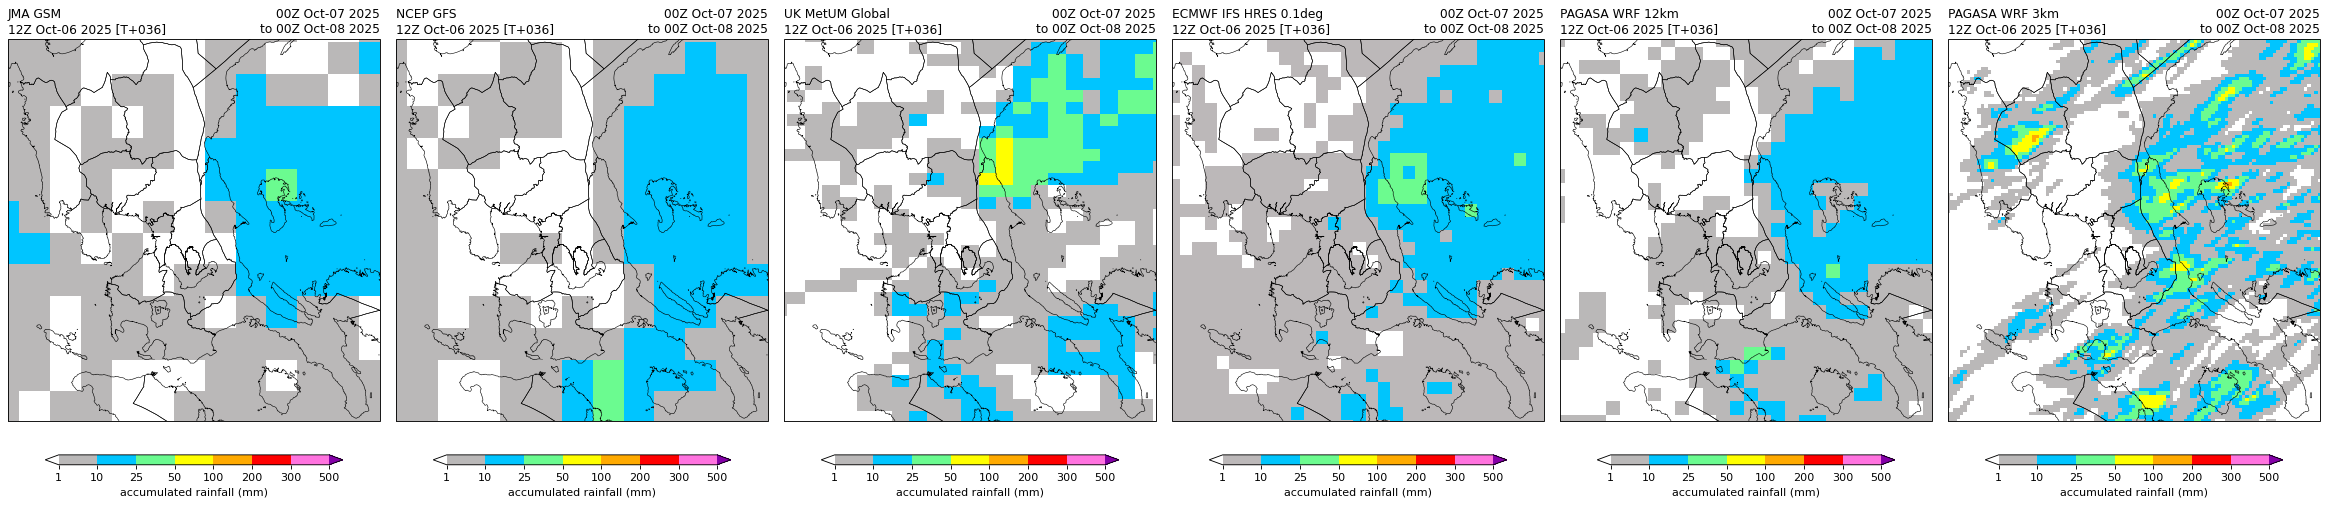 JMA GSM 00Z Oct-07 2025
12Z Oct-06 2025 [T+036] to 00Z Oct-08 2025
1 10 25 50 100 200 300 500
accumulated rainfall (mm)
NCEP GFS 00Z Oct-07 2025
12Z Oct-06 2025 [T+036] to 00Z Oct-08 2025
1 10 25 50 100 200 300 500
accumulated rainfall (mm)
UK MetUM Global 00Z Oct-07 2025
12Z Oct-06 2025 [T+036] to 00Z Oct-08 2025
1 10 25 50 100 200 300 500
accumulated rainfall (mm)
ECMWF IFS HRES 0.1deg 00Z Oct-07 2025
12Z Oct-06 2025 [T+036] to 00Z Oct-08 2025
1 10 25 50 100 200 300 500
accumulated rainfall (mm)
PAGASA WRF 12km 00Z Oct-07 2025
12Z Oct-06 2025 [T+036] to 00Z Oct-08 2025
1 10 25 50 100 200 300 500
accumulated rainfall (mm)
PAGASA WRF 3km 00Z Oct-07 2025
12Z Oct-06 2025 [T+036] to 00Z Oct-08 2025
1 10 25 50 100 200 300 500
accumulated rainfall (mm)